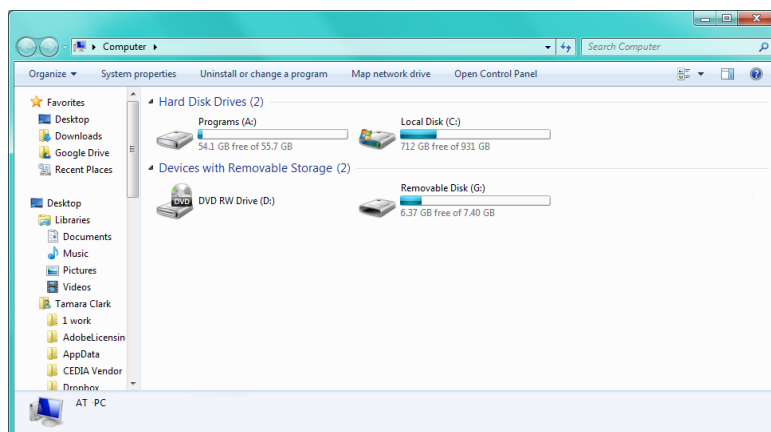 Computer
Search Computer
Organize
System properties
Uninstall or change a program
Map network drive
Open Control Panel
Favorites
Desktop
Downloads
Google Drive
Recent Places
Desktop
Libraries
Documents
Music
Pictures
Videos
Tamara Clark
1 work
AdobeLicensin
AppData
CEDIA Vendor
Dropbox
Hard Disk Drives (2)
Programs (A:)
54.1 GB free of 55.7 GB
Local Disk (C:)
712 GB free of 931 GB
Devices with Removable Storage (2)
DVD
DVD RW Drive (D:)
Removable Disk (G:)
6.37 GB free of 7.40 GB
AT PC